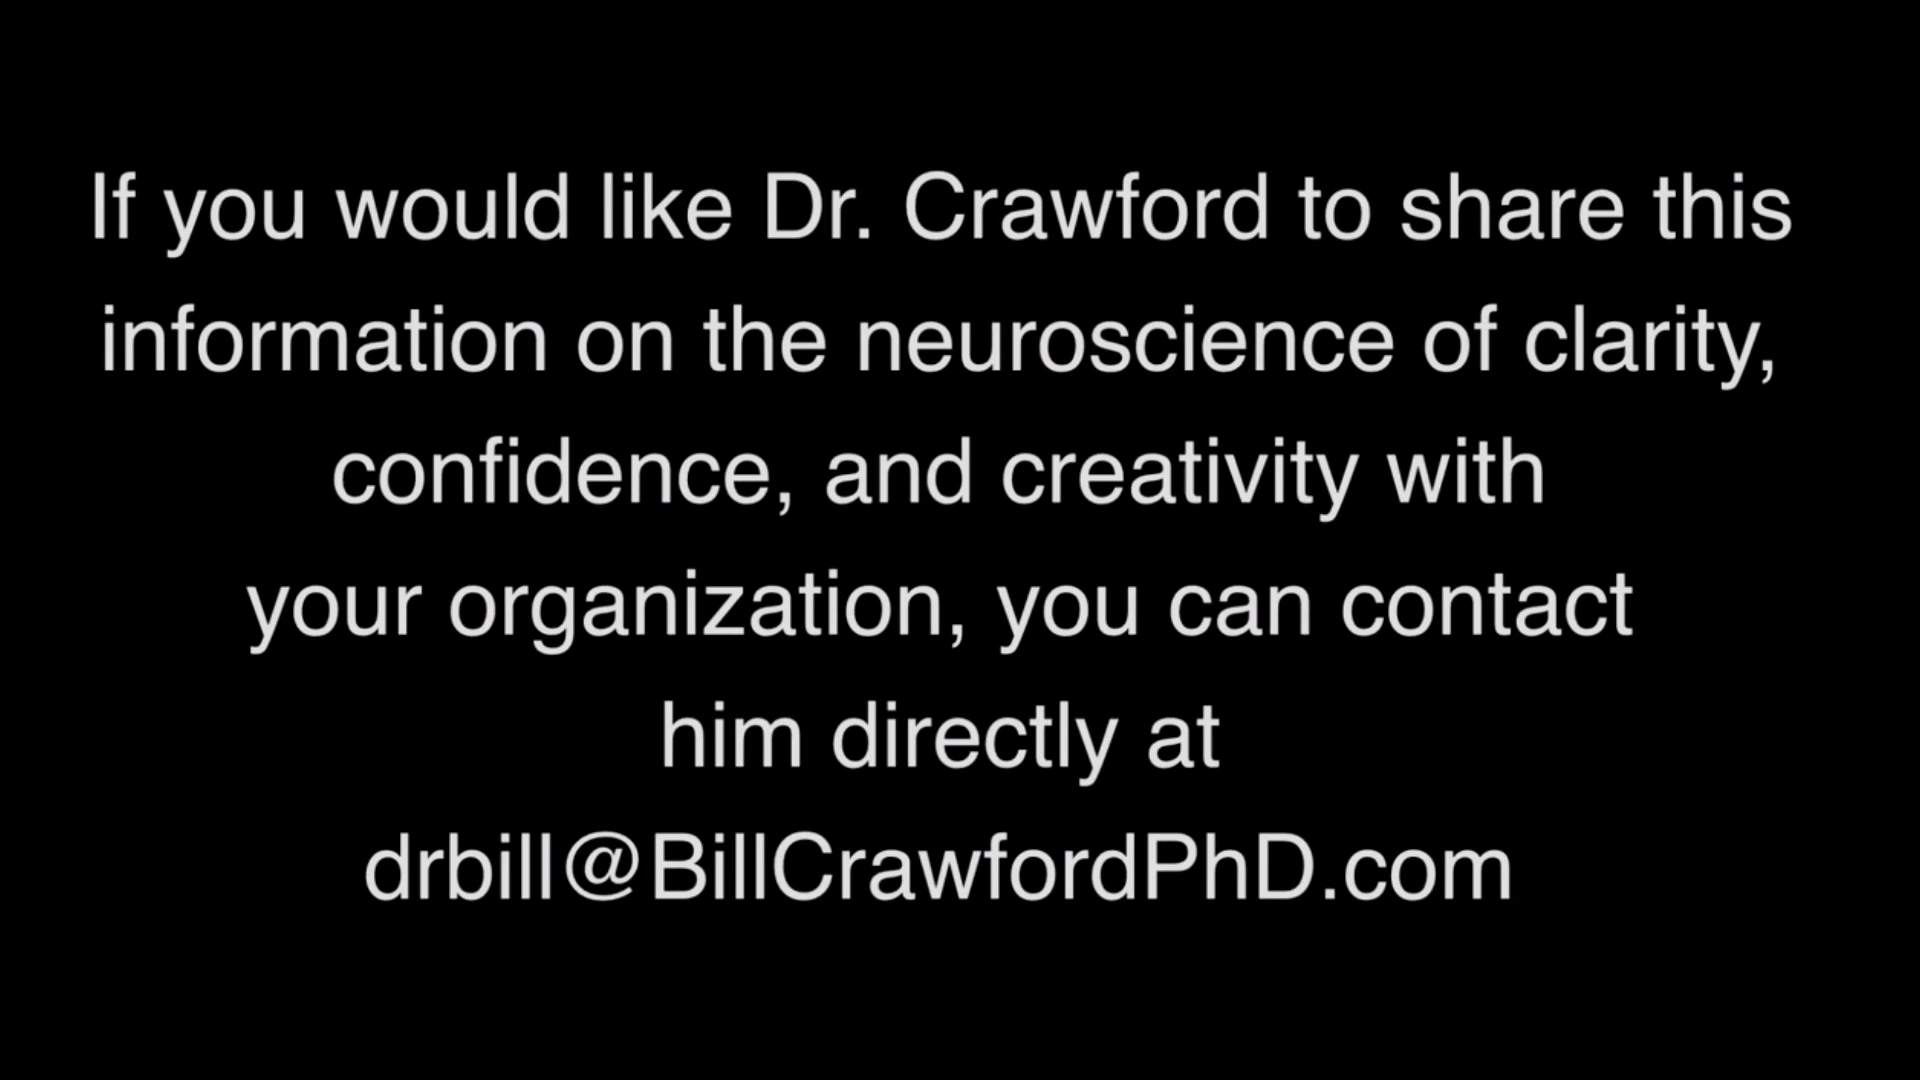 If you would like Dr. Crawford to share this
information on the neuroscience of clarity,
confidence, and creativity with
your organization, you can contact
him directly at
drbill@BillCrawfordPhD.com